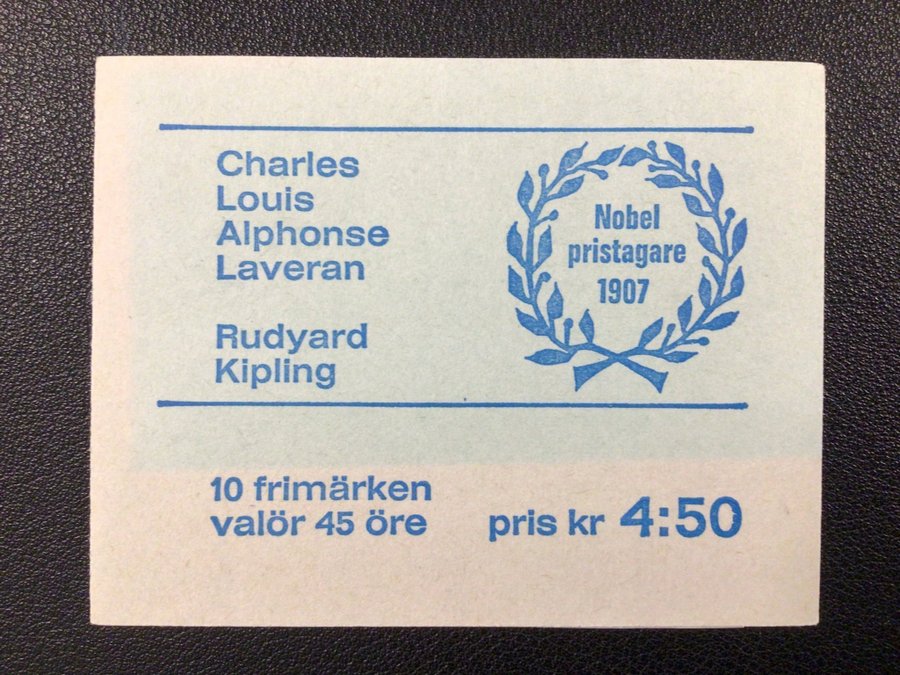 Charles
Louis
Alphonse
Laveran
Rudyard
Kipling
Nobel
pristagare
1907
10 frimärken
valör 45 öre
pris kr 4:50